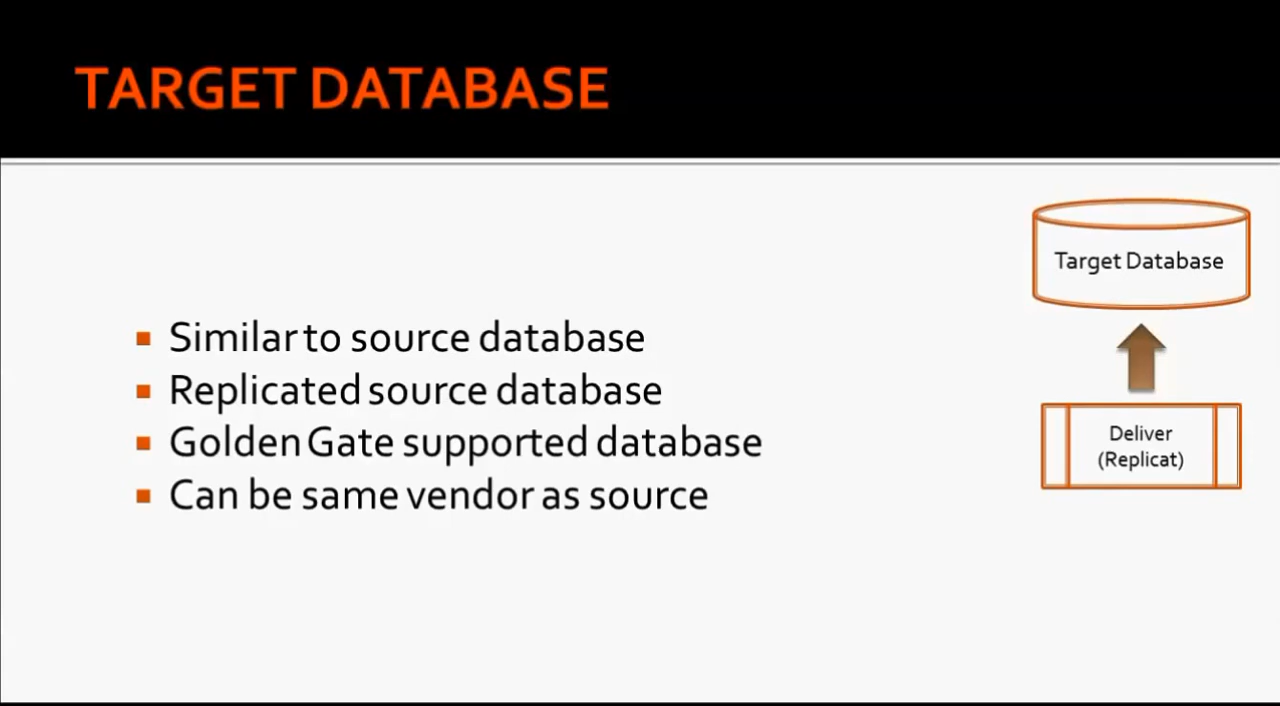 TARGET DATABASE
Similar to source database
Replicated source database
Golden Gate supported database
Can be same vendor as source
Target Database
Deliver
(Replicat)